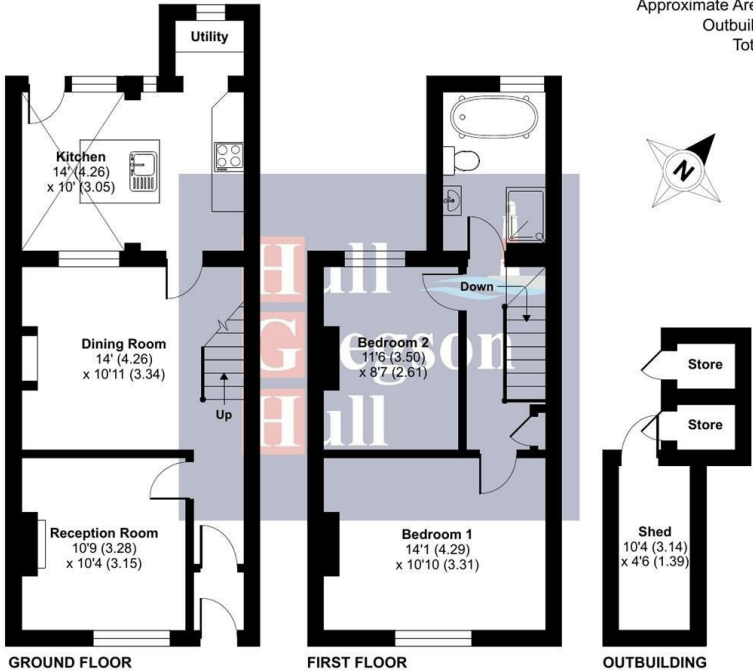 Approximate Are
Outbuil
Tot
Utility
Kitchen
14' (4.26)
x 10' (3.05)
N
Dining Room
14' (4.26)
x 10'11 (3.34)
Up
Reception Room
10'9 (3.28)
x 10'4 (3.15)
GROUND FLOOR
Down
Bedroom 2
11'6 (3.50)
x 8'7 (2.61)
Bedroom 1
14'1 (4.29)
x 10'10 (3.31)
FIRST FLOOR
Store
Store
Shed
10'4 (3.14)
x 4'6 (1.39)
OUTBUILDING
Hull
Gregson
Hull